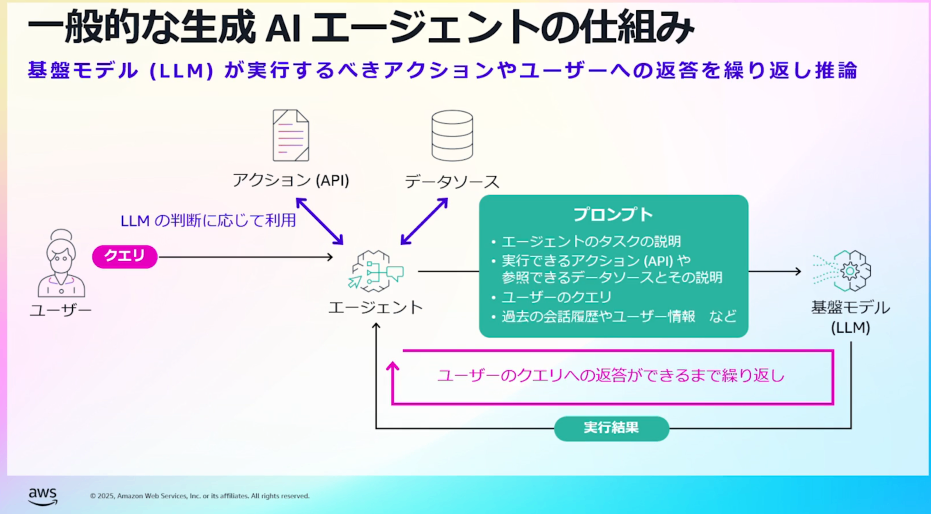 一般的な生成 AI エージェントの仕組み
基盤モデル (LLM) が実行するべきアクションやユーザーへの返答を繰り返し推論
アクション (API)
データソース
LLM の判断に応じて利用
クエリ
ユーザー
エージェント
プロンプト
• エージェントのタスクの説明
• 実行できるアクション (API) や
参照できるデータソースとその説明
• ユーザーのクエリ
• 過去の会話履歴やユーザー情報　など
基盤モデル
(LLM)
ユーザーのクエリへの返答ができるまで繰り返し
実行結果
aws
© 2025, Amazon Web Services, Inc. or its affiliates. All rights reserved.